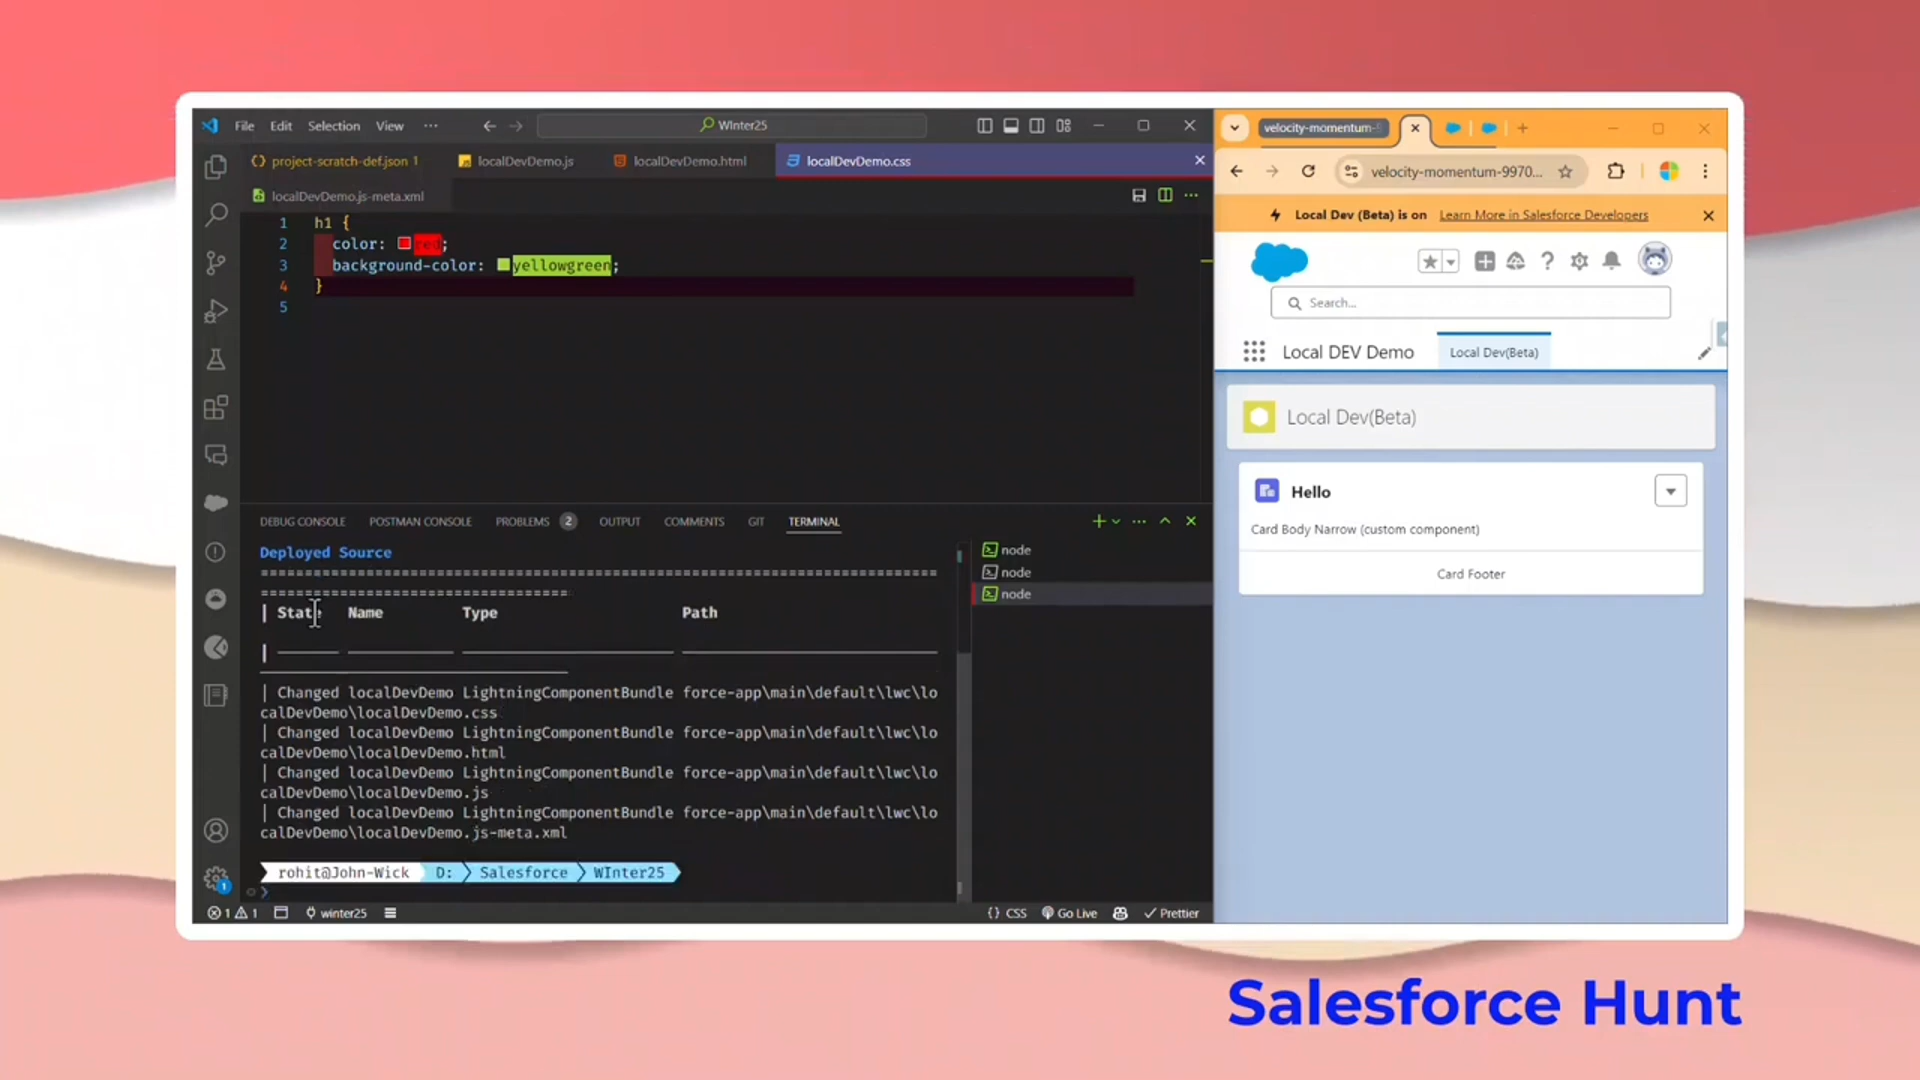 File Edit Selection View ··· WInter25
project-scratch-def.json 1 localDevDemo.js localDevDemo.html localDevDemo.css
localDevDemo.js-meta.xml
1 h1 {
2 color: red;
3 background-color: yellowgreen;
4 }
5
DEBUG CONSOLE POSTMAN CONSOLE PROBLEMS 2 OUTPUT COMMENTS GIT TERMINAL
Deployed Source
===============================================================================
====================================
| State Name Type Path
| Changed localDevDemo LightningComponentBundle force-app\main\default\lwc\lo
calDevDemo\localDevDemo.css
| Changed localDevDemo LightningComponentBundle force-app\main\default\lwc\lo
calDevDemo\localDevDemo.html
| Changed localDevDemo LightningComponentBundle force-app\main\default\lwc\lo
calDevDemo\localDevDemo.js
| Changed localDevDemo LightningComponentBundle force-app\main\default\lwc\lo
calDevDemo\localDevDemo.js-meta.xml
rohit@John-Wick D: Salesforce WInter25
node
node
node
1 1 winter25 {} CSS Go Live Prettier
1
velocity-momentum-9
velocity-momentum-9970...
Local Dev (Beta) is on Learn More in Salesforce Developers
Search...
Local DEV Demo Local Dev(Beta)
Local Dev(Beta)
Hello
Card Body Narrow (custom component)
Card Footer
Salesforce Hunt